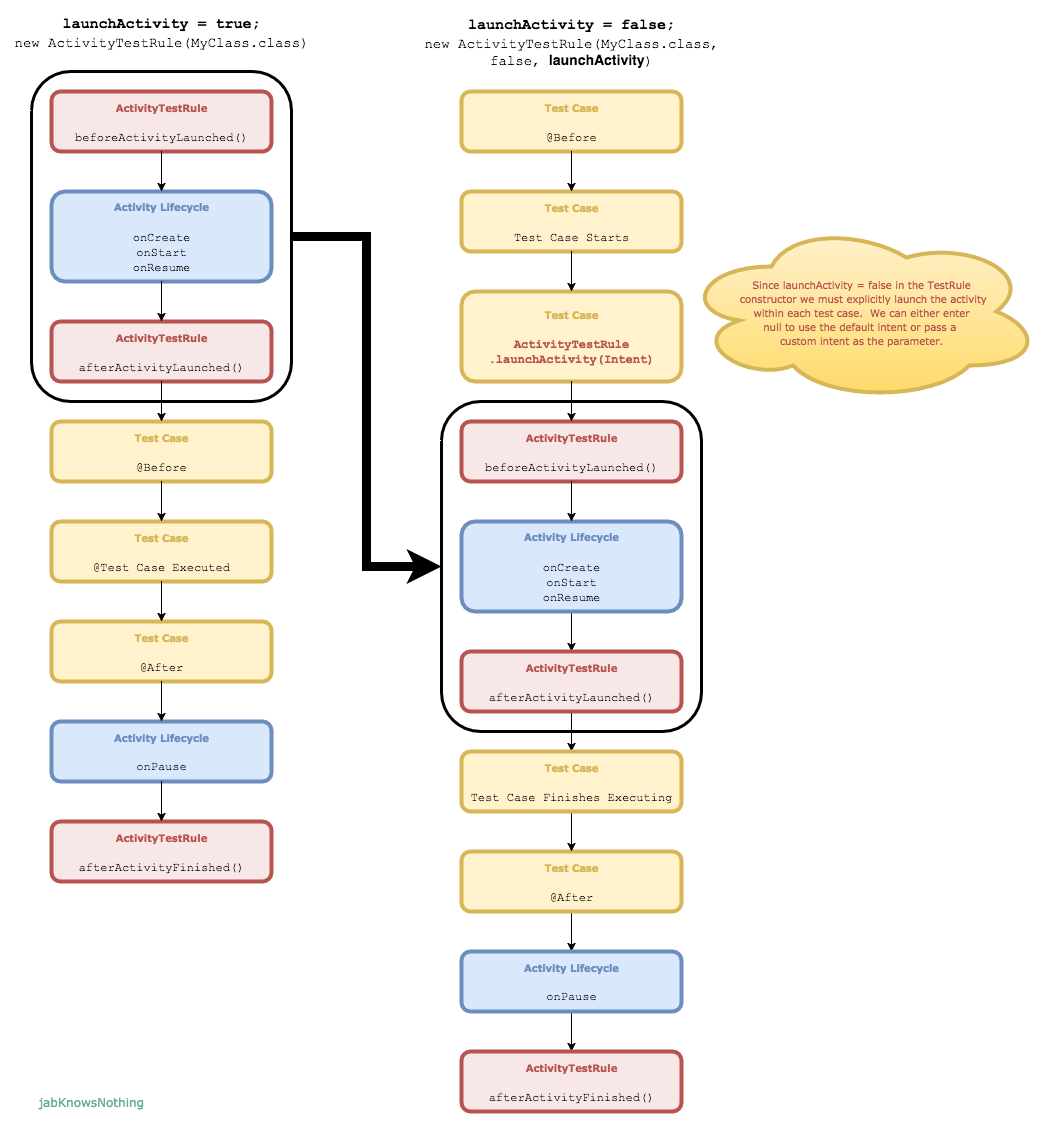 launchActivity = true;
new ActivityTestRule(MyClass.class)
ActivityTestRule
beforeActivityLaunched()
Activity Lifecycle
onCreate
onStart
onResume
ActivityTestRule
afterActivityLaunched()
Test Case
@Before
Test Case
@Test Case Executed
Test Case
@After
Activity Lifecycle
onPause
ActivityTestRule
afterActivityFinished()
launchActivity = false;
new ActivityTestRule(MyClass.class,
false, launchActivity)
Test Case
@Before
Test Case
Test Case Starts
Test Case
ActivityTestRule
.launchActivity(Intent)
ActivityTestRule
beforeActivityLaunched()
Activity Lifecycle
onCreate
onStart
onResume
ActivityTestRule
afterActivityLaunched()
Test Case
Test Case Finishes Executing
Test Case
@After
Activity Lifecycle
onPause
ActivityTestRule
afterActivityFinished()
Since launchActivity = false in the TestRule
constructor we must explicitly launch the activity
within each test case. We can either enter
null to use the default intent or pass a
custom intent as the parameter.
jabKnowsNothing